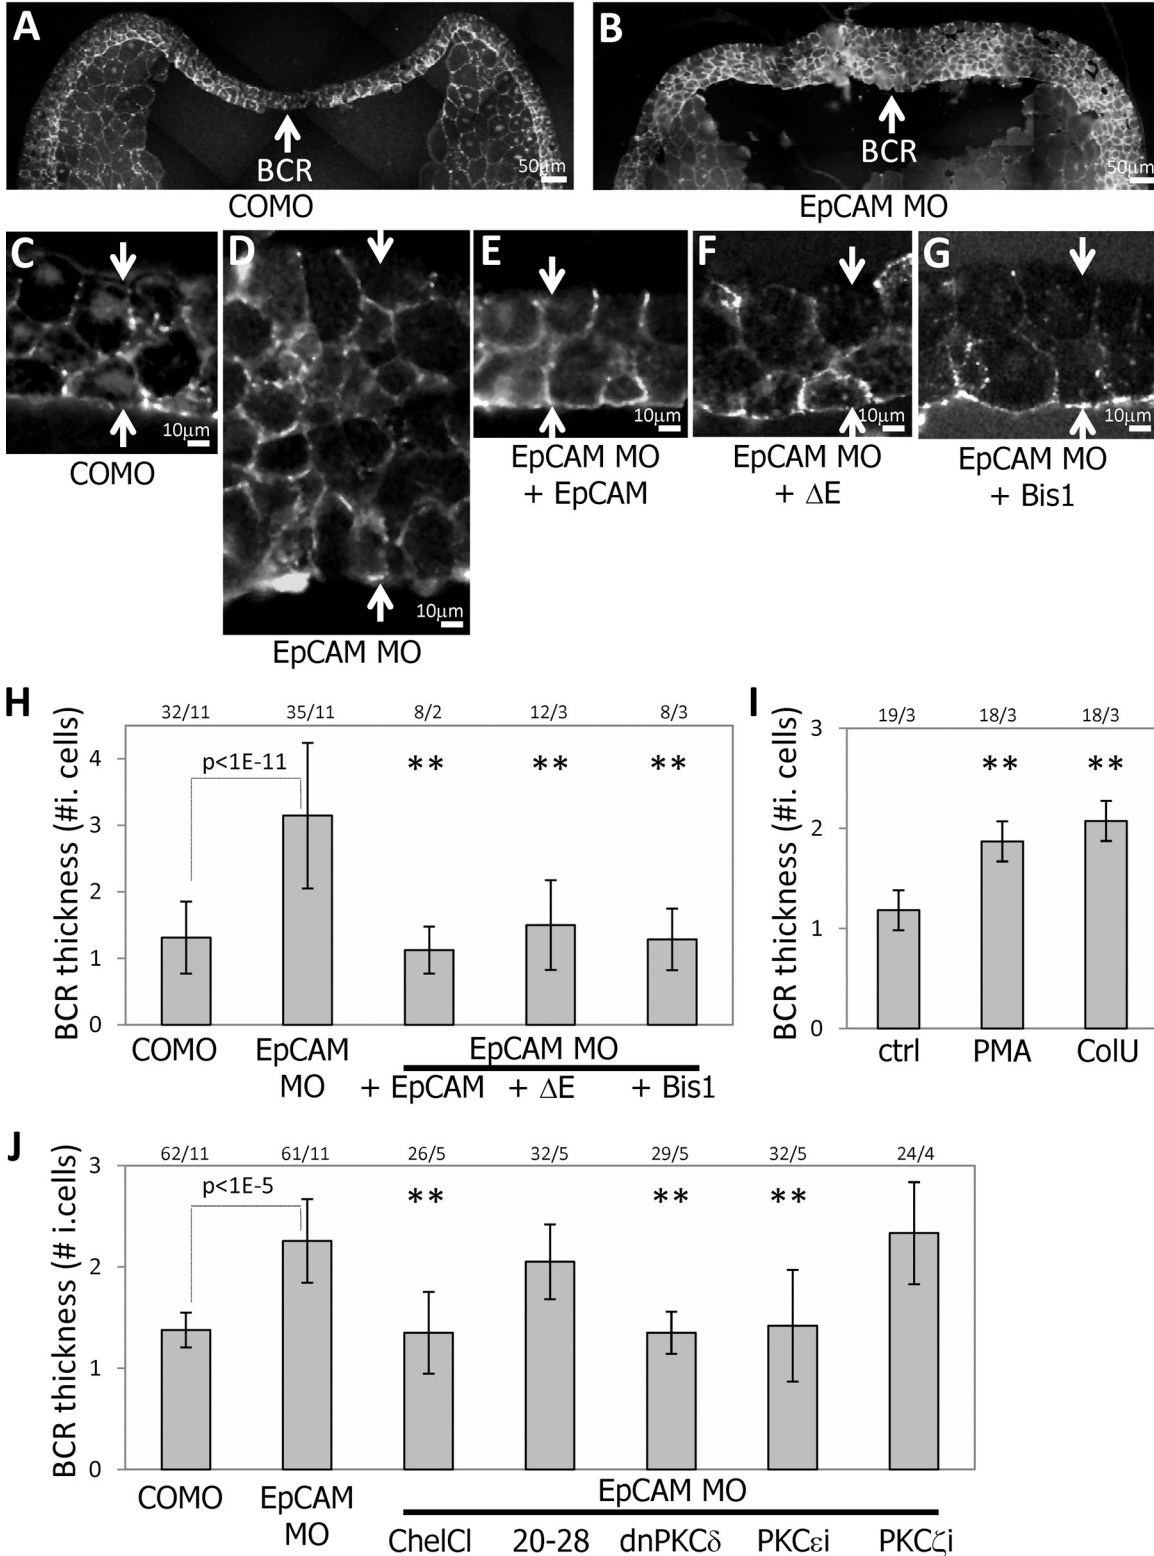 A
BCR
50μm
COMO
B
BCR
50μm
EpCAM MO
C
10μm
COMO
D
10μm
EpCAM MO
E
10μm
EpCAM MO
+ EpCAM
F
10μm
EpCAM MO
+ ΔE
G
10μm
EpCAM MO
+ Bis1
H
32/11 35/11 8/2 12/3 8/3
BCR thickness (#i. cells)
p<1E-11
** ** **
4
3
2
1
0
COMO EpCAM MO
EpCAM MO
+ EpCAM + ΔE + Bis1
I
19/3 18/3 18/3
BCR thickness (#i. cells)
** **
3
2
1
0
ctrl PMA ColU
J
62/11 61/11 26/5 32/5 29/5 32/5 24/4
BCR thickness (# i.cells)
p<1E-5
** ** **
3
2
1
0
COMO EpCAM MO
EpCAM MO
ChelCl 20-28 dnPKCδ PKCεi PKCζi